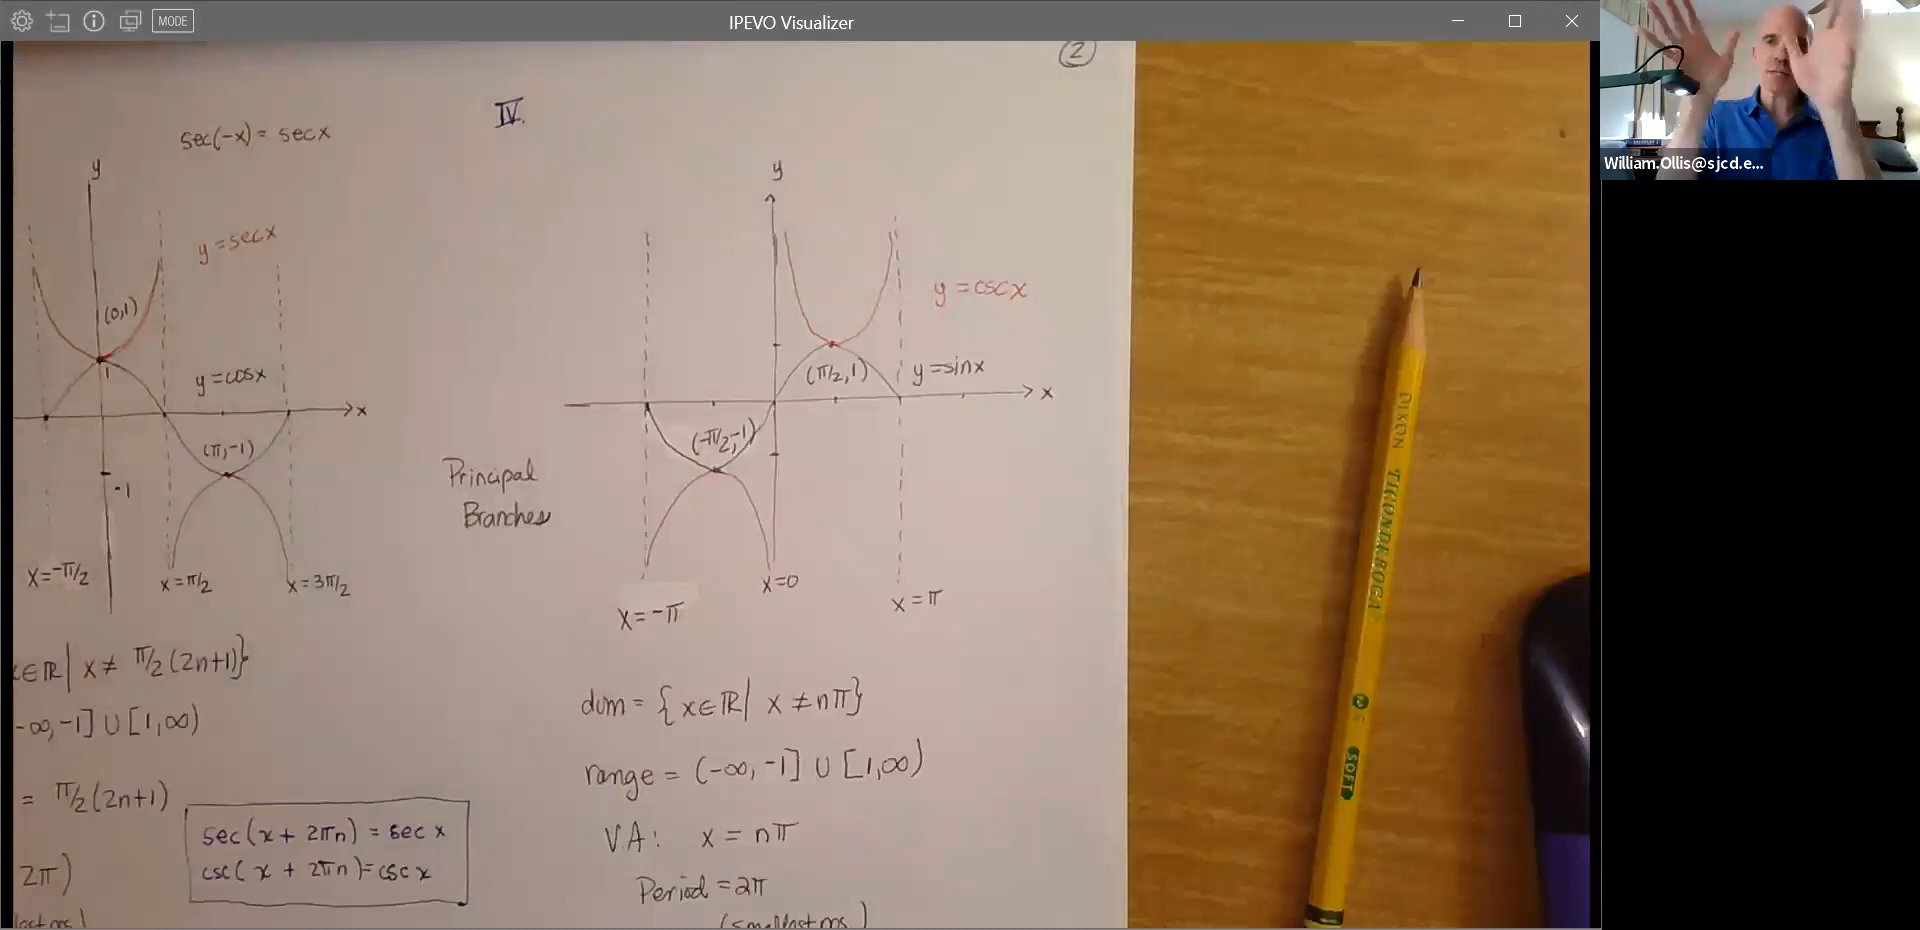 MODE
IPEVO Visualizer
William.Ollis@sjcd.e...
2
IV.
sec(-x) = secx
y
y = secx
(0,1)
1
y = cosx
x
(π,-1)
-1
x=-π/2
x=π/2
x=3π/2
x∈ℝ| x ≠ π/2(2n+1)}
-∞,-1] ∪ [1,∞)
= π/2(2n+1)
2π)
sec(x + 2πn) = sec x
csc(x + 2πn) = csc x
Principal
Branches
y
y = cscx
(π/2,1)
y = sinx
x
(-π/2,-1)
x=-π
x=0
x=π
dom = {x∈ℝ| x ≠ nπ}
range = (-∞,-1] ∪ [1,∞)
V.A: x = nπ
Period = 2π
DIXON TICONDEROGA
2
SOFT